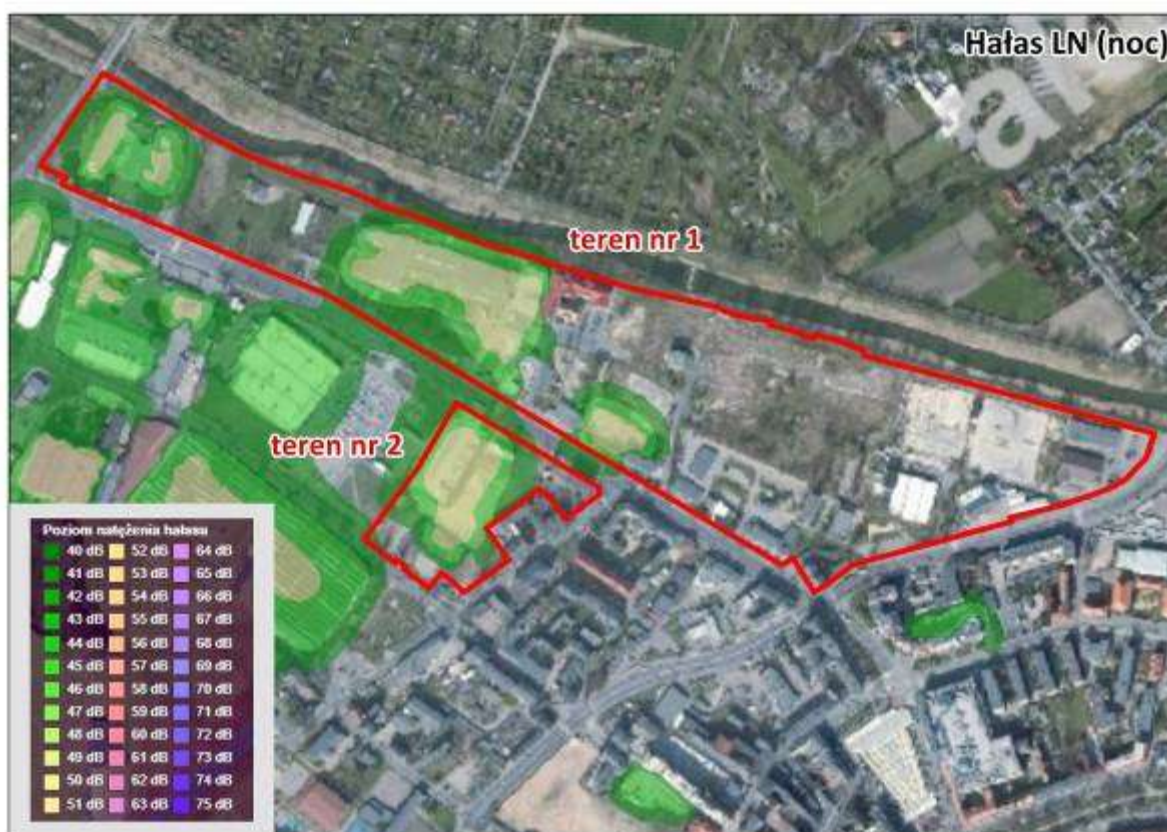 Hałas LN (noc)
teren nr 1
teren nr 2
Poziom natężenia hałasu
40 dB 52 dB 64 dB
41 dB 53 dB 65 dB
42 dB 54 dB 66 dB
43 dB 55 dB 67 dB
44 dB 56 dB 68 dB
45 dB 57 dB 69 dB
46 dB 58 dB 70 dB
47 dB 59 dB 71 dB
48 dB 60 dB 72 dB
49 dB 61 dB 73 dB
50 dB 62 dB 74 dB
51 dB 63 dB 75 dB